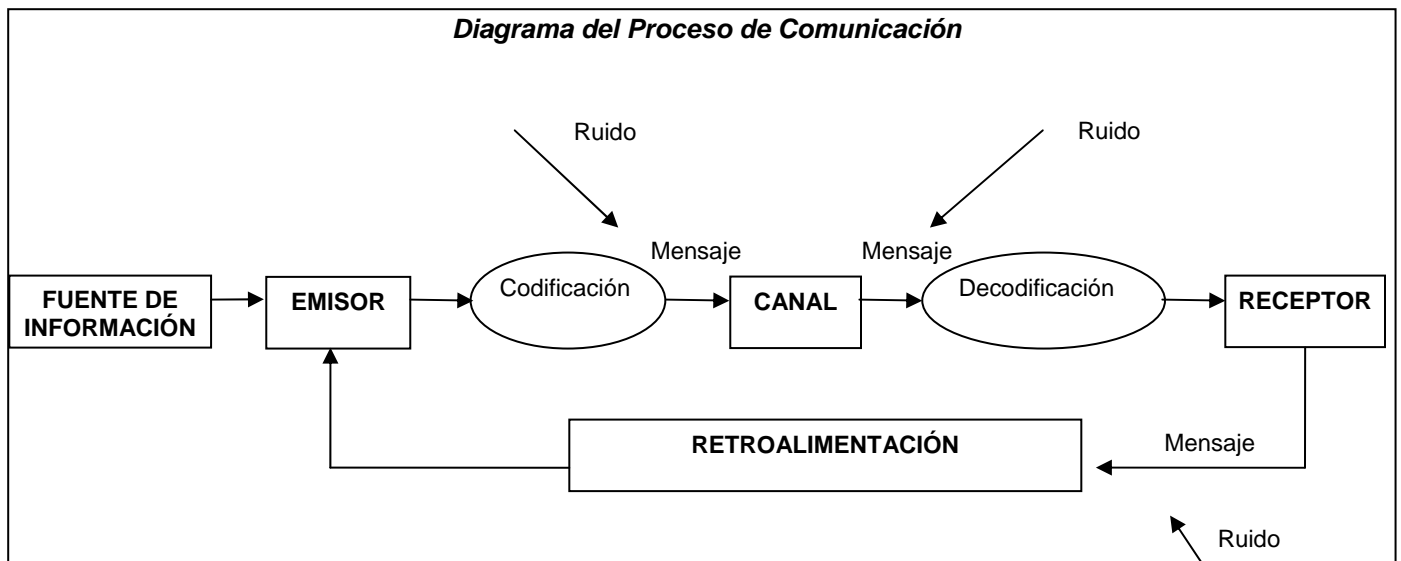 Diagrama del Proceso de Comunicación
Ruido
Ruido
Mensaje
Mensaje
FUENTE DE
INFORMACIÓN
EMISOR
Codificación
CANAL
Decodificación
RECEPTOR
RETROALIMENTACIÓN
Mensaje
Ruido